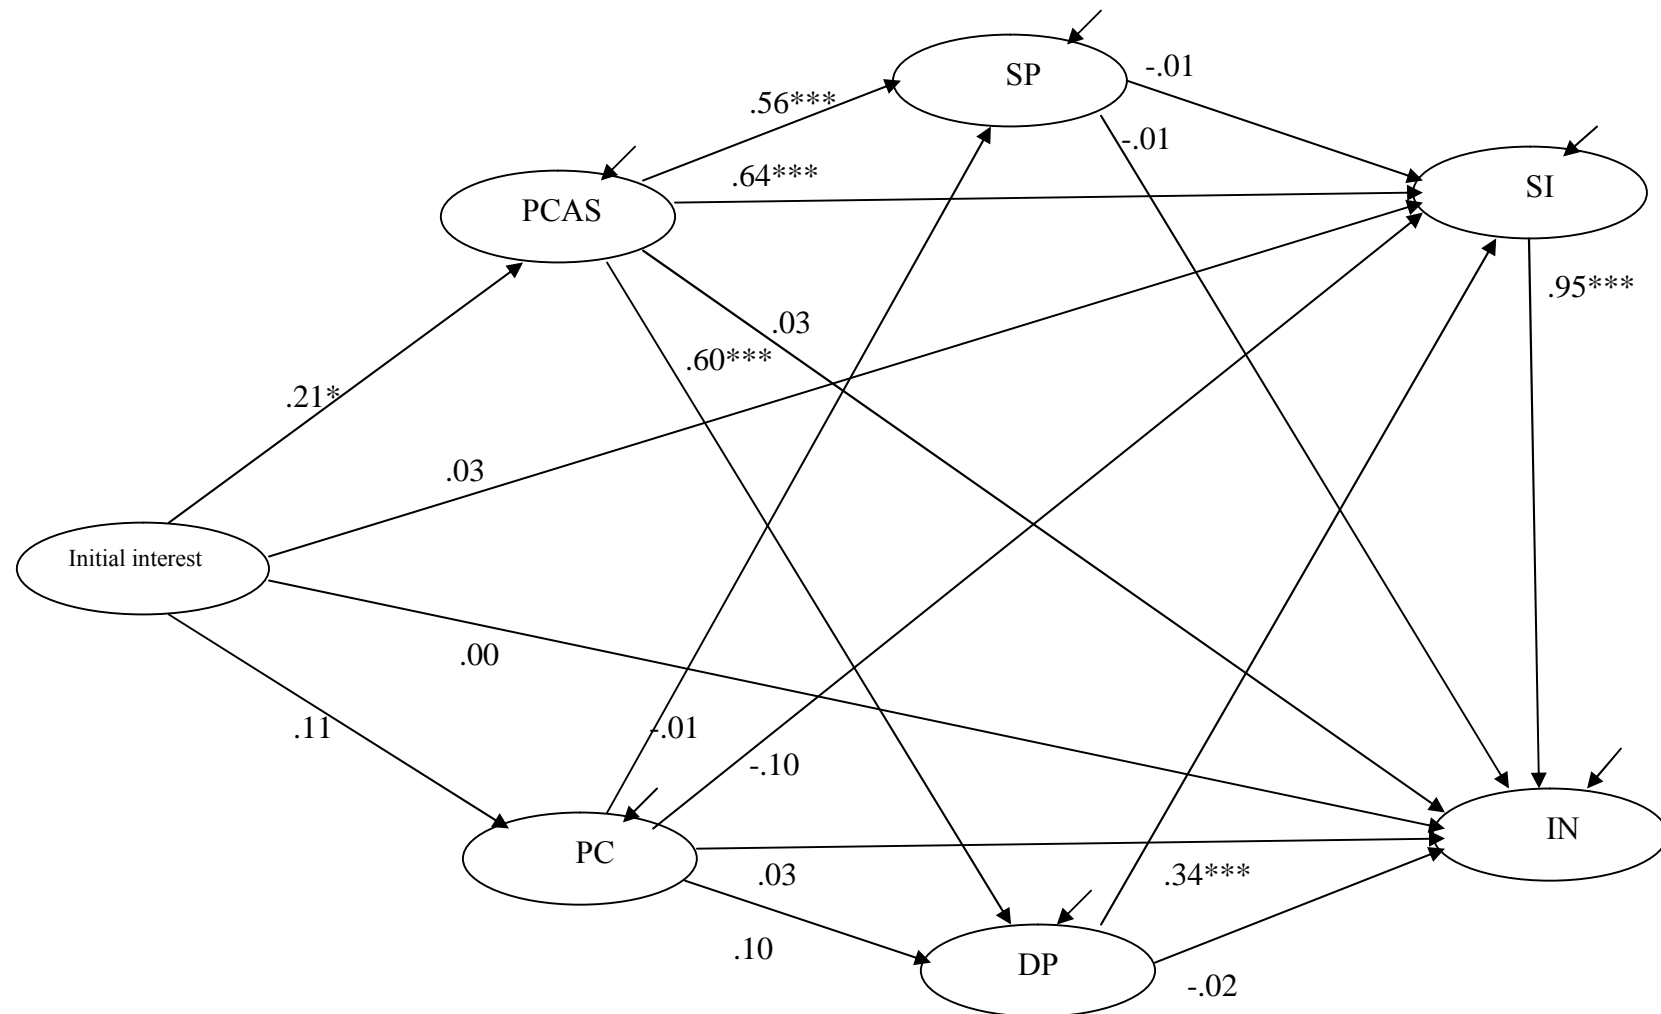 SP
-.01
.56***
-.01
.64***
SI
PCAS
.95***
.03
.60***
.21*
.03
Initial interest
.00
.11
-.01
-.10
IN
PC
.03
.34***
.10
DP
-.02